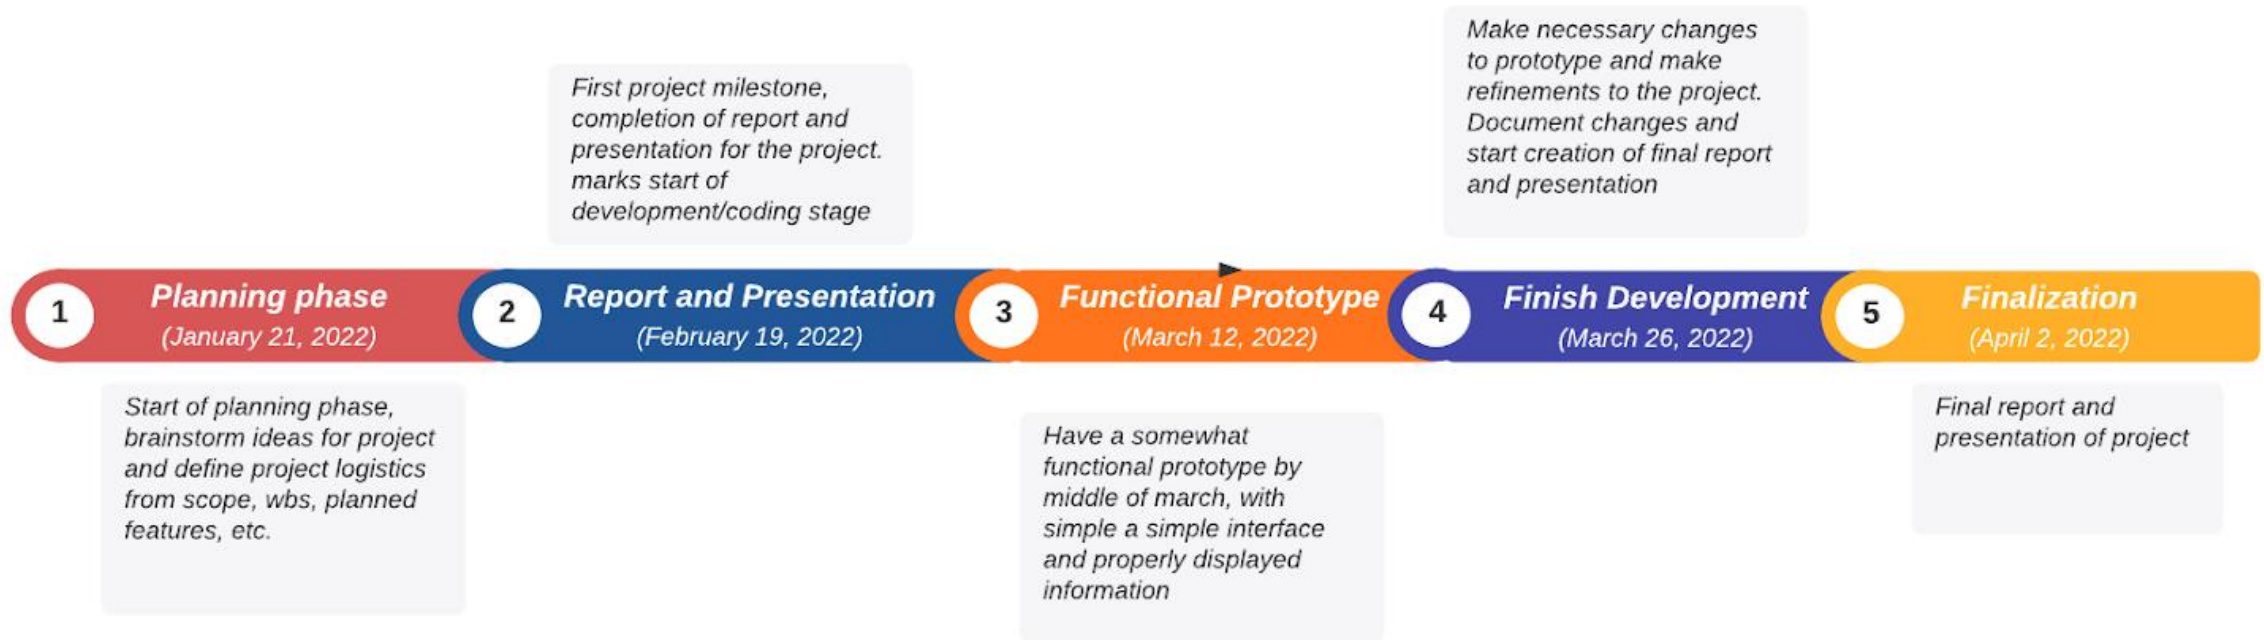 1
Planning phase
(January 21, 2022)
Start of planning phase,
brainstorm ideas for project
and define project logistics
from scope, wbs, planned
features, etc.
First project milestone,
completion of report and
presentation for the project.
marks start of
development/coding stage
2
Report and Presentation
(February 19, 2022)
3
Functional Prototype
(March 12, 2022)
Have a somewhat
functional prototype by
middle of march, with
simple a simple interface
and properly displayed
information
Make necessary changes
to prototype and make
refinements to the project.
Document changes and
start creation of final report
and presentation
4
Finish Development
(March 26, 2022)
5
Finalization
(April 2, 2022)
Final report and
presentation of project